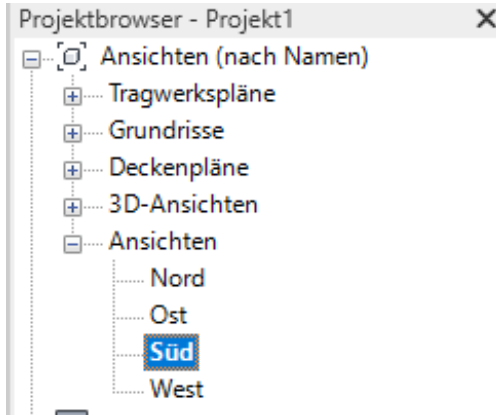 Projektbrowser - Projekt1
Ansichten (nach Namen)
Tragwerkspläne
Grundrisse
Deckenpläne
3D-Ansichten
Ansichten
Nord
Ost
Süd
West